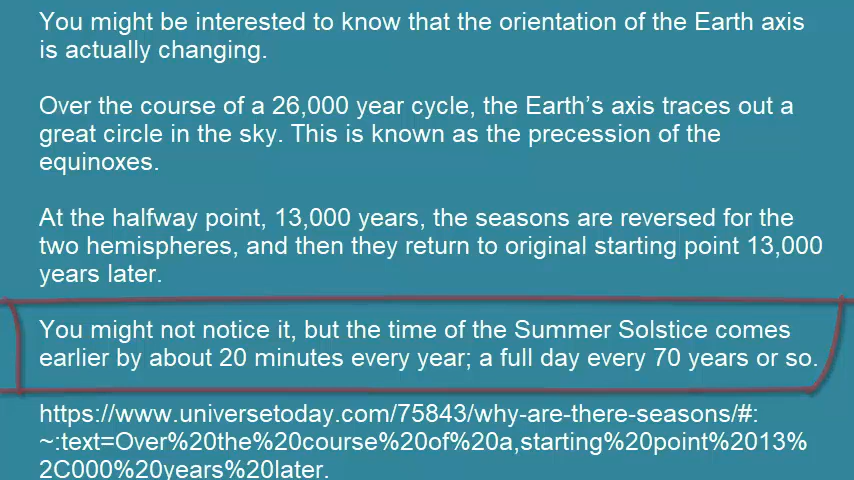 You might be interested to know that the orientation of the Earth axis
is actually changing.
Over the course of a 26,000 year cycle, the Earth's axis traces out a
great circle in the sky. This is known as the precession of the
equinoxes.
At the halfway point, 13,000 years, the seasons are reversed for the
two hemispheres, and then they return to original starting point 13,000
years later.
You might not notice it, but the time of the Summer Solstice comes
earlier by about 20 minutes every year; a full day every 70 years or so.
https://www.universetoday.com/75843/why-are-there-seasons/#:
~:text=Over%20the%20course%20of%20a,starting%20point%2013%
2C000%20years%20later.